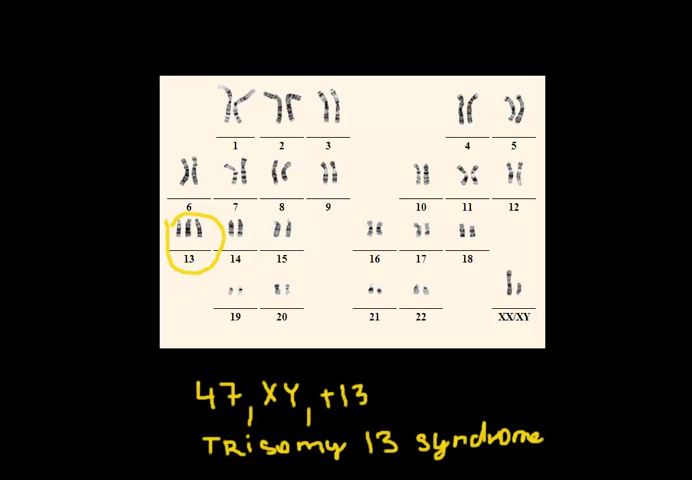 1 2 3 4 5
6 7 8 9 10 11 12
13 14 15 16 17 18
19 20 21 22 XX/XY
47, XY, +13
TRisomy 13 syndrome